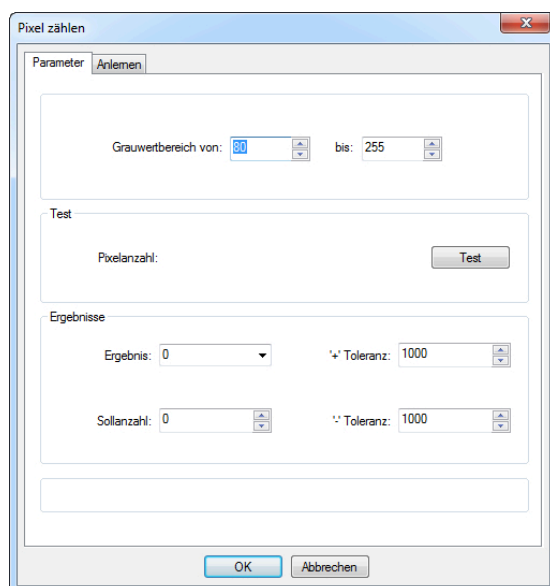 Pixel zählen
Parameter Anlernen
Grauwertbereich von: 80 bis: 255
Test
Pixelanzahl: Test
Ergebnisse
Ergebnis: 0 '+' Toleranz: 1000
Sollanzahl: 0 '-' Toleranz: 1000
OK Abbrechen